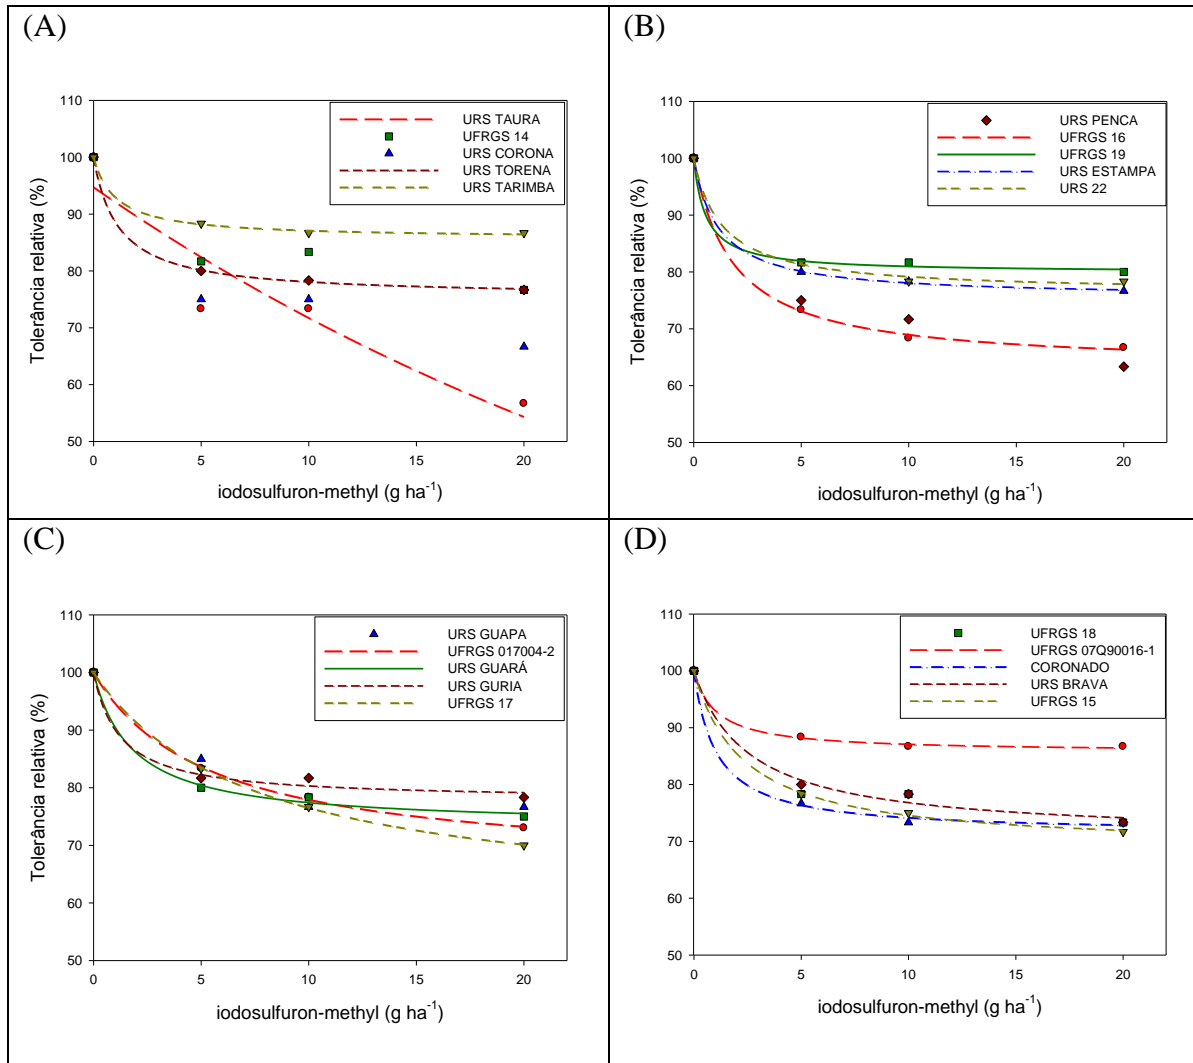 (A)
110
100
90
80
70
60
50
Tolerância relativa (%)
URS TAURA
UFRGS 14
URS CORONA
URS TORENA
URS TARIMBA
0
5
10
15
20
iodosulfuron-methyl (g ha⁻¹)
(B)
110
100
90
80
70
60
50
Tolerância relativa (%)
URS PENCA
UFRGS 16
UFRGS 19
URS ESTAMPA
URS 22
0
5
10
15
20
iodosulfuron-methyl (g ha⁻¹)
(C)
110
100
90
80
70
60
50
Tolerância relativa (%)
URS GUAPA
UFRGS 017004-2
URS GUARÁ
URS GURIA
UFRGS 17
0
5
10
15
20
iodosulfuron-methyl (g ha⁻¹)
(D)
110
100
90
80
70
60
50
Tolerância relativa (%)
UFRGS 18
UFRGS 07Q90016-1
CORONADO
URS BRAVA
UFRGS 15
0
5
10
15
20
iodosulfuron-methyl (g ha⁻¹)